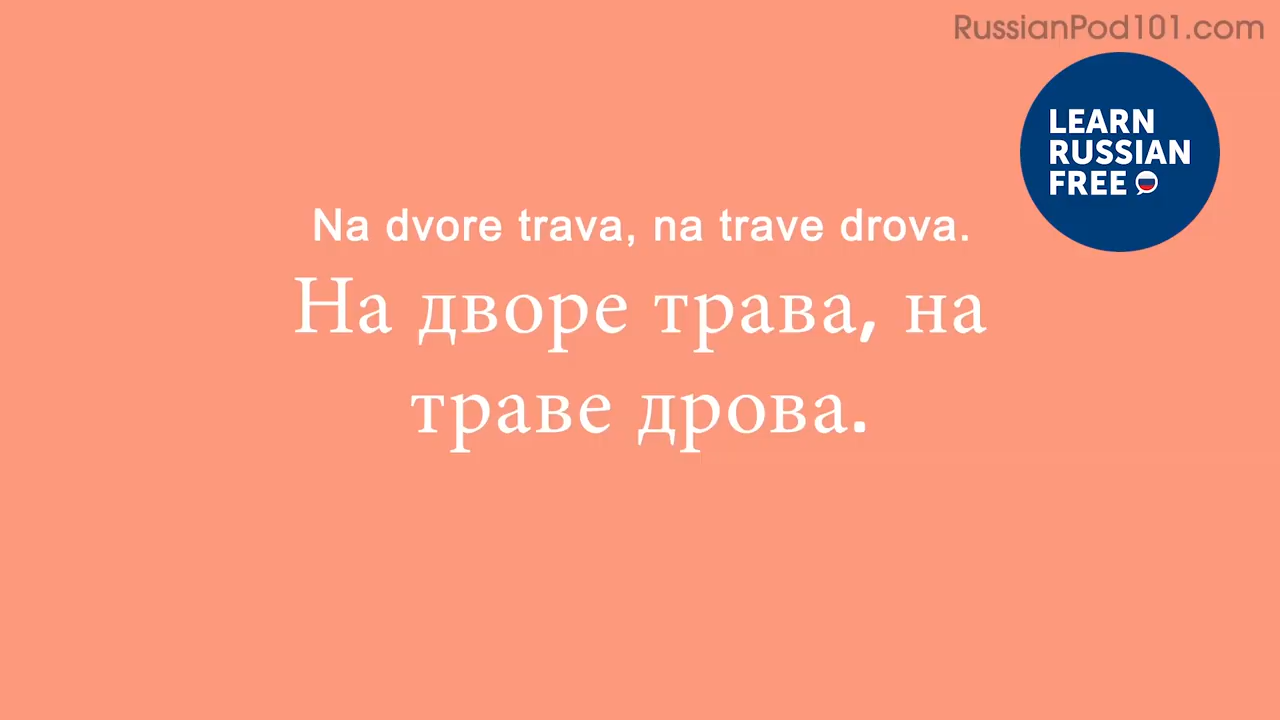 RussianPod101.com
LEARN
RUSSIAN
FREE
Na dvore trava, na trave drova.
На дворе трава, на
траве дрова.